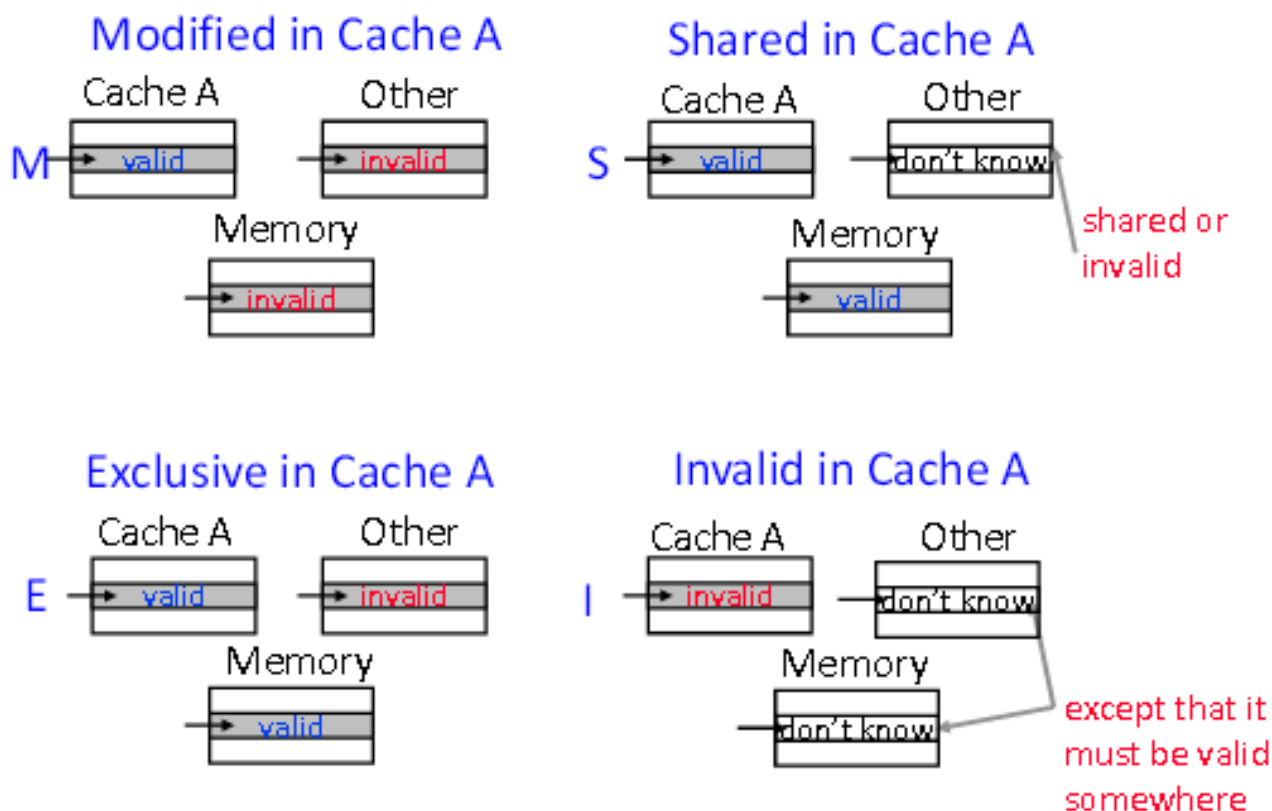 Modified in Cache A
Cache A
Other
M
valid
invalid
Memory
invalid
Shared in Cache A
Cache A
Other
S
valid
don't know
shared or
invalid
Memory
valid
Exclusive in Cache A
Cache A
Other
E
valid
invalid
Memory
valid
Invalid in Cache A
Cache A
Other
I
invalid
don't know
Memory
don't know
except that it
must be valid
somewhere